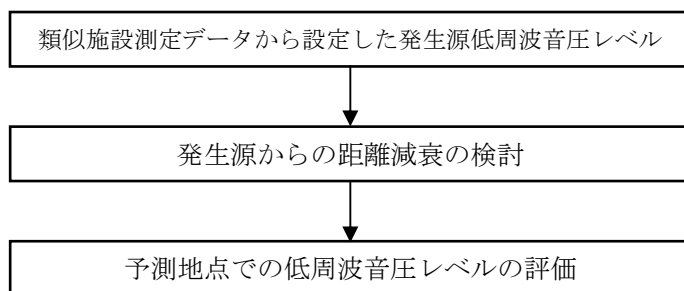 類似施設測定データから設定した発生源低周波音圧レベル
発生源からの距離減衰の検討
予測地点での低周波音圧レベルの評価